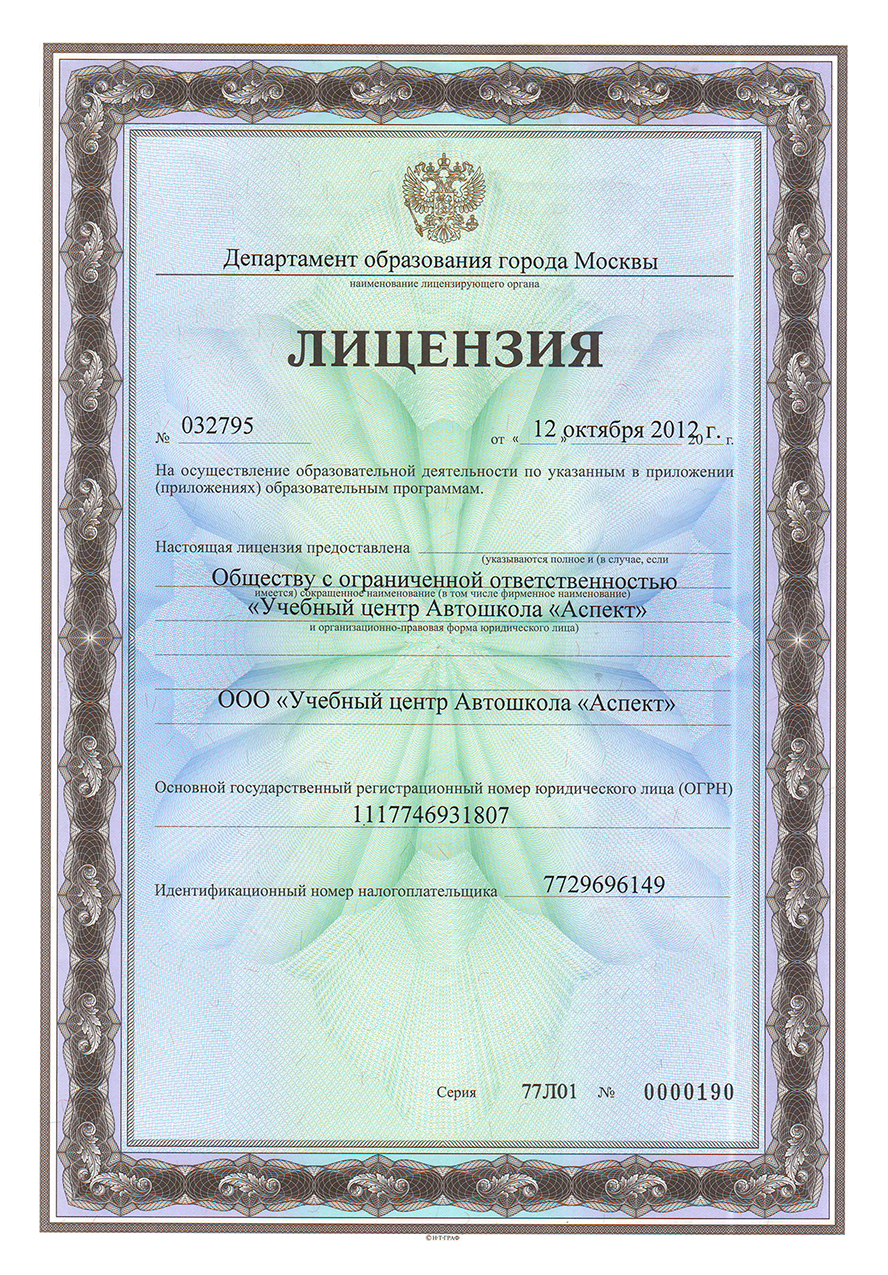 Департамент образования города Москвы
наименование лицензирующего органа
ЛИЦЕНЗИЯ
№ 032795 от « 12 » октября 2012 20 г. г.
На осуществление образовательной деятельности по указанным в приложении
(приложениях) образовательным программам.
Настоящая лицензия предоставлена
(указываются полное и (в случае, если
Обществу с ограниченной ответственностью
имеется) сокращенное наименование (в том числе фирменное наименование)
«Учебный центр Автошкола «Аспект»
и организационно-правовая форма юридического лица)
ООО «Учебный центр Автошкола «Аспект»
Основной государственный регистрационный номер юридического лица (ОГРН)
1117746931807
Идентификационный номер налогоплательщика 7729696149
Серия 77Л01 № 0000190
© Н·Т·ГРАФ